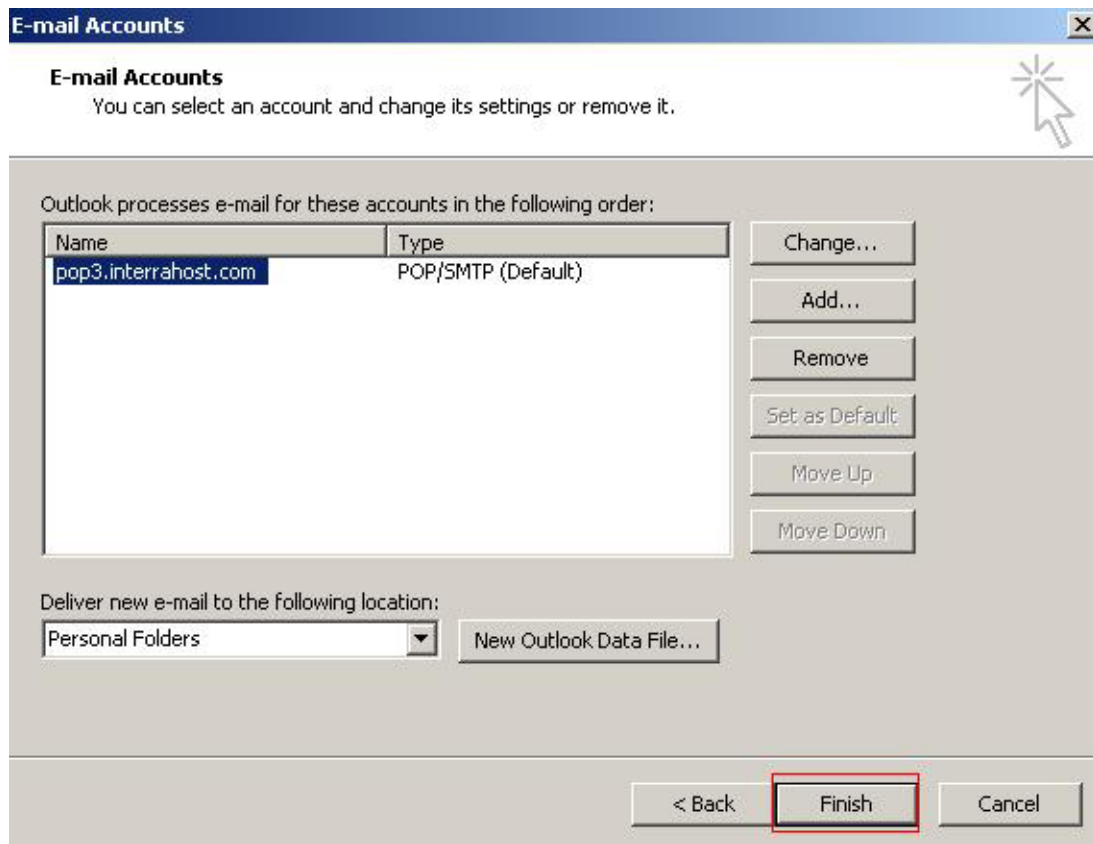 E-mail Accounts
E-mail Accounts
You can select an account and change its settings or remove it.
Outlook processes e-mail for these accounts in the following order:
Name Type
pop3.interrahost.com POP/SMTP (Default)
Change...
Add...
Remove
Set as Default
Move Up
Move Down
Deliver new e-mail to the following location:
Personal Folders New Outlook Data File...
< Back Finish Cancel